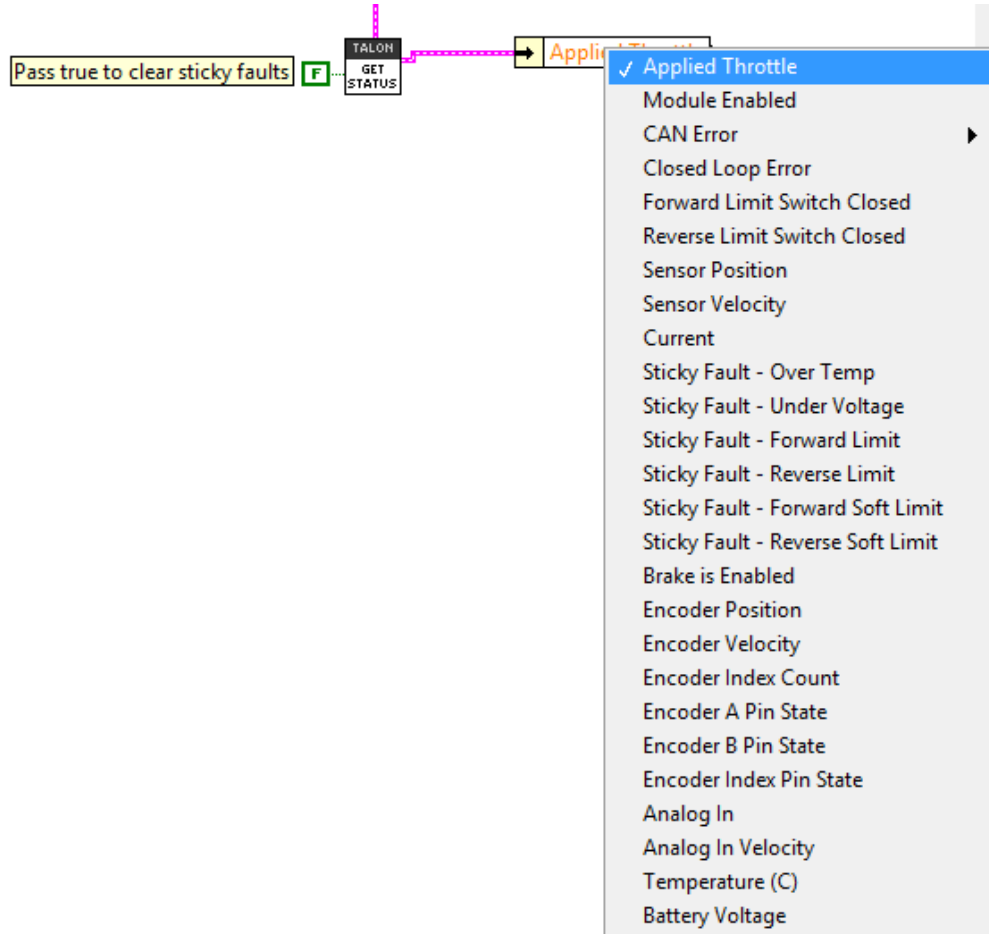 TALON
GET
STATUS
Pass true to clear sticky faults
F
Applied Throttle
Applied Throttle
Module Enabled
CAN Error
Closed Loop Error
Forward Limit Switch Closed
Reverse Limit Switch Closed
Sensor Position
Sensor Velocity
Current
Sticky Fault - Over Temp
Sticky Fault - Under Voltage
Sticky Fault - Forward Limit
Sticky Fault - Reverse Limit
Sticky Fault - Forward Soft Limit
Sticky Fault - Reverse Soft Limit
Brake is Enabled
Encoder Position
Encoder Velocity
Encoder Index Count
Encoder A Pin State
Encoder B Pin State
Encoder Index Pin State
Analog In
Analog In Velocity
Temperature (C)
Battery Voltage